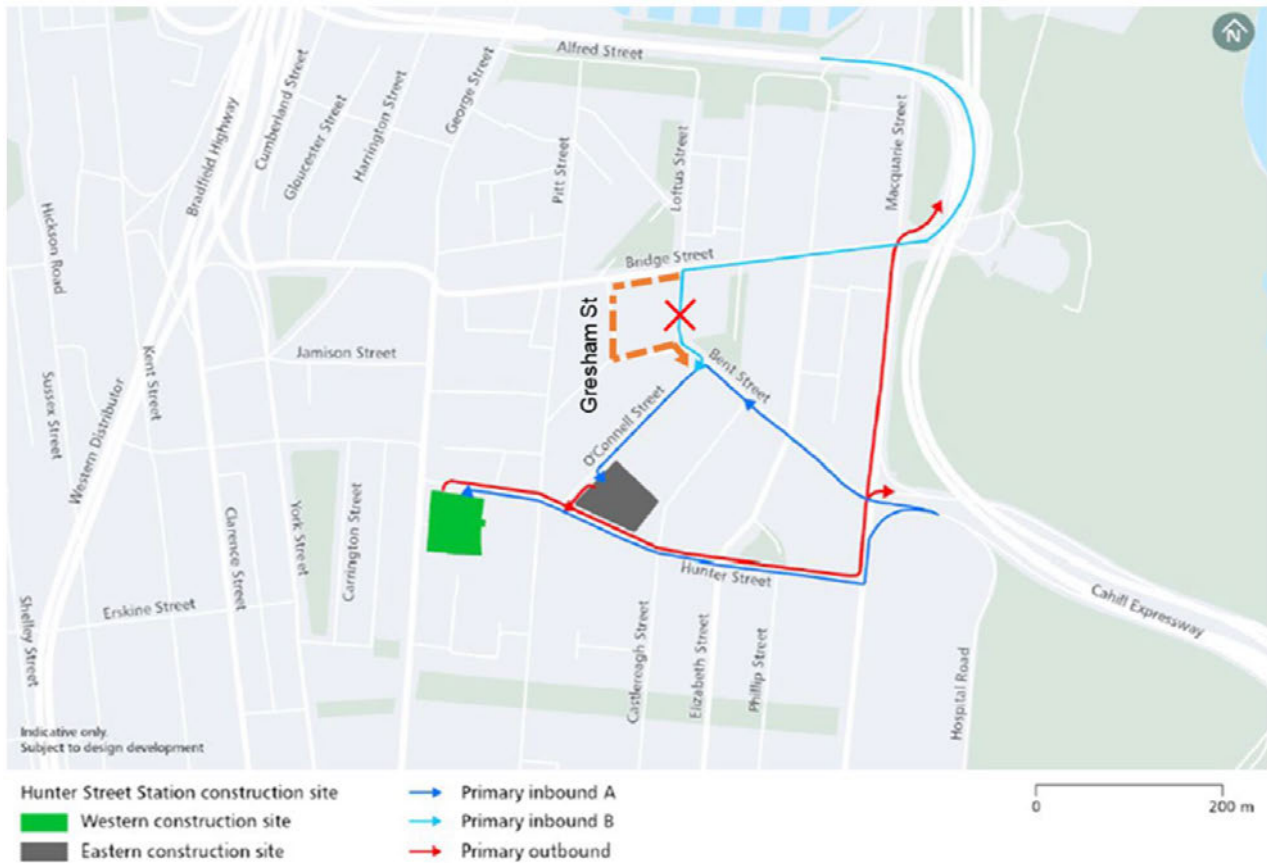 N
Alfred Street
Cumberland Street
Gloucester Street
Harrington Street
George Street
Bradfield Highway
Pitt Street
Loftus Street
Macquarie Street
Hickson Road
Bridge Street
Gresham St
Jamison Street
Kent Street
Sussex Street
Western Distributor
Bent Street
O'Connell Street
York Street
Clarence Street
Carrington Street
Hunter Street
Erskine Street
Shelley Street
Castlereagh Street
Elizabeth Street
Phillip Street
Hospital Road
Cahill Expressway
Indicative only.
Subject to design development
Hunter Street Station construction site
Western construction site
Eastern construction site
Primary inbound A
Primary inbound B
Primary outbound
0 200 m